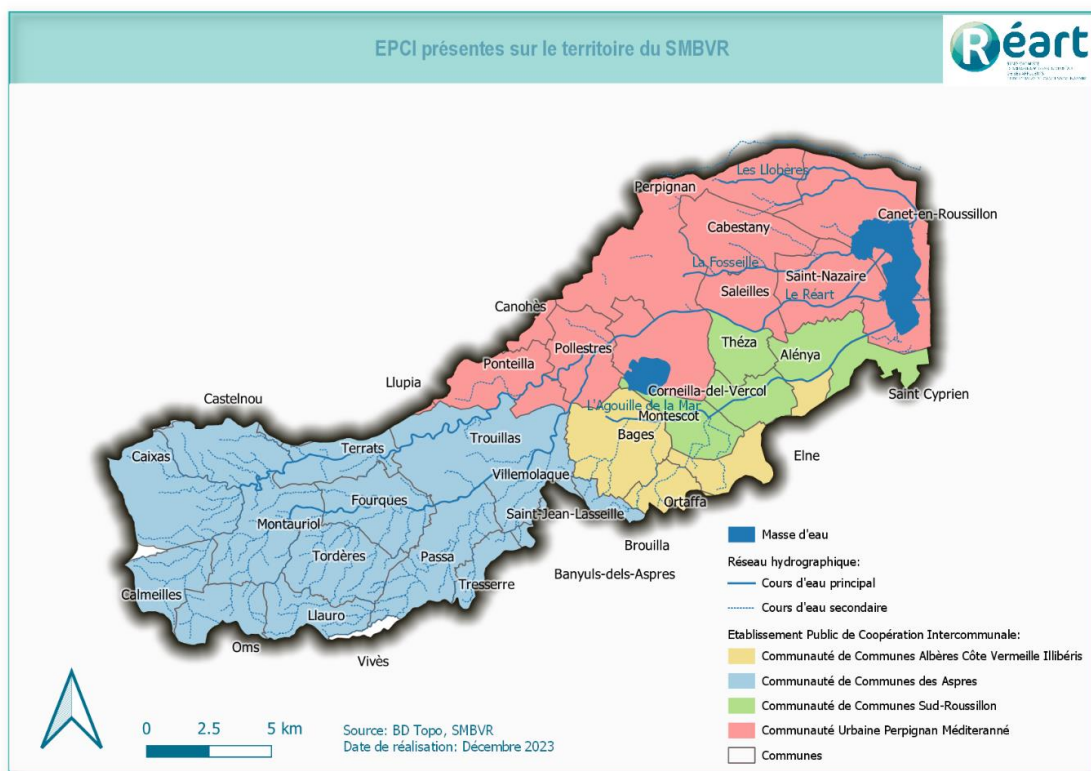 EPCI présentes sur le territoire du SMBVR
Réart
Les Llobères
Perpignan
Canet-en-Roussillon
Cabestany
La Fosseille
Saint-Nazaire
Saleilles
Le Réart
Canohès
Théza
Alénya
Pollestres
Ponteilla
Llupia
Corneilla-del-Vercol
Saint Cyprien
Castelnou
L'Agouille de la Mar
Montescot
Trouillas
Bages
Terrats
Elne
Caixas
Villemolaque
Fourques
Ortaffa
Saint-Jean-Lasseille
Montauriol
Brouilla
Tordères
Passa
Banyuls-dels-Aspres
Tresserre
Calmeilles
Llauro
Oms
Vivès
Masse d'eau
Réseau hydrographique:
Cours d'eau principal
Cours d'eau secondaire
Etablissement Public de Coopération Intercommunale:
Communauté de Communes Albères Côte Vermeille Illibéris
Communauté de Communes des Aspres
Communauté de Communes Sud-Roussillon
Communauté Urbaine Perpignan Méditeranné
Communes
0 2.5 5 km
Source: BD Topo, SMBVR
Date de réalisation: Décembre 2023